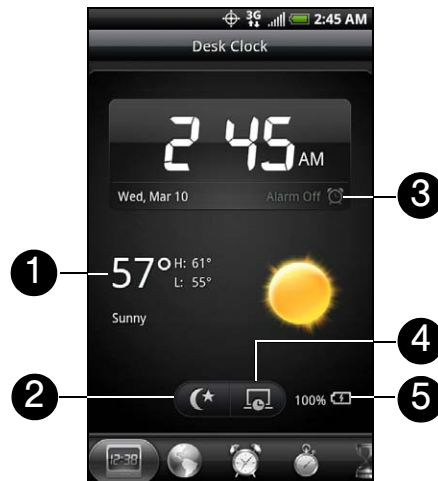 3G 2:45 AM
Desk Clock
2 45 AM
Wed, Mar 10 Alarm Off
3
1
57° H: 61°
L: 55°
Sunny
4
2
100%
5
12:38